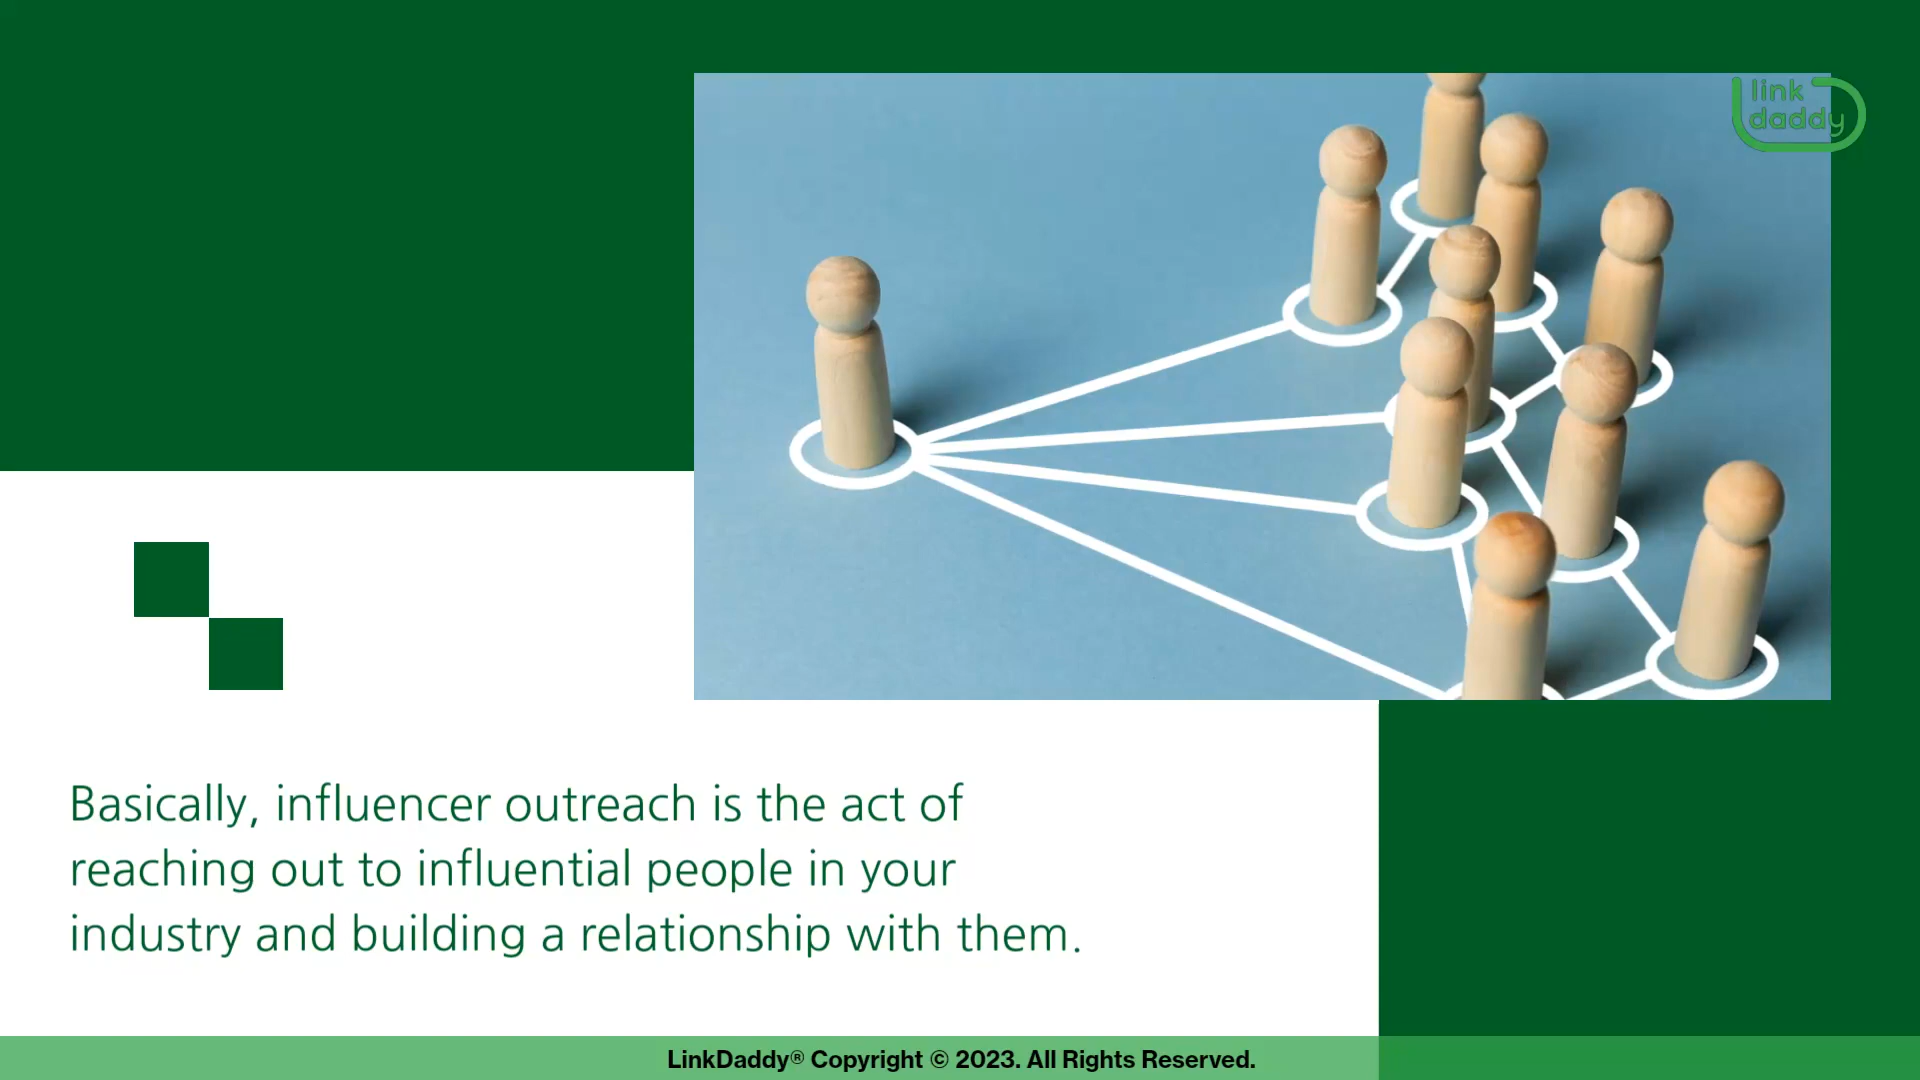 link
daddy
Basically, influencer outreach is the act of
reaching out to influential people in your
industry and building a relationship with them.
LinkDaddy® Copyright © 2023. All Rights Reserved.